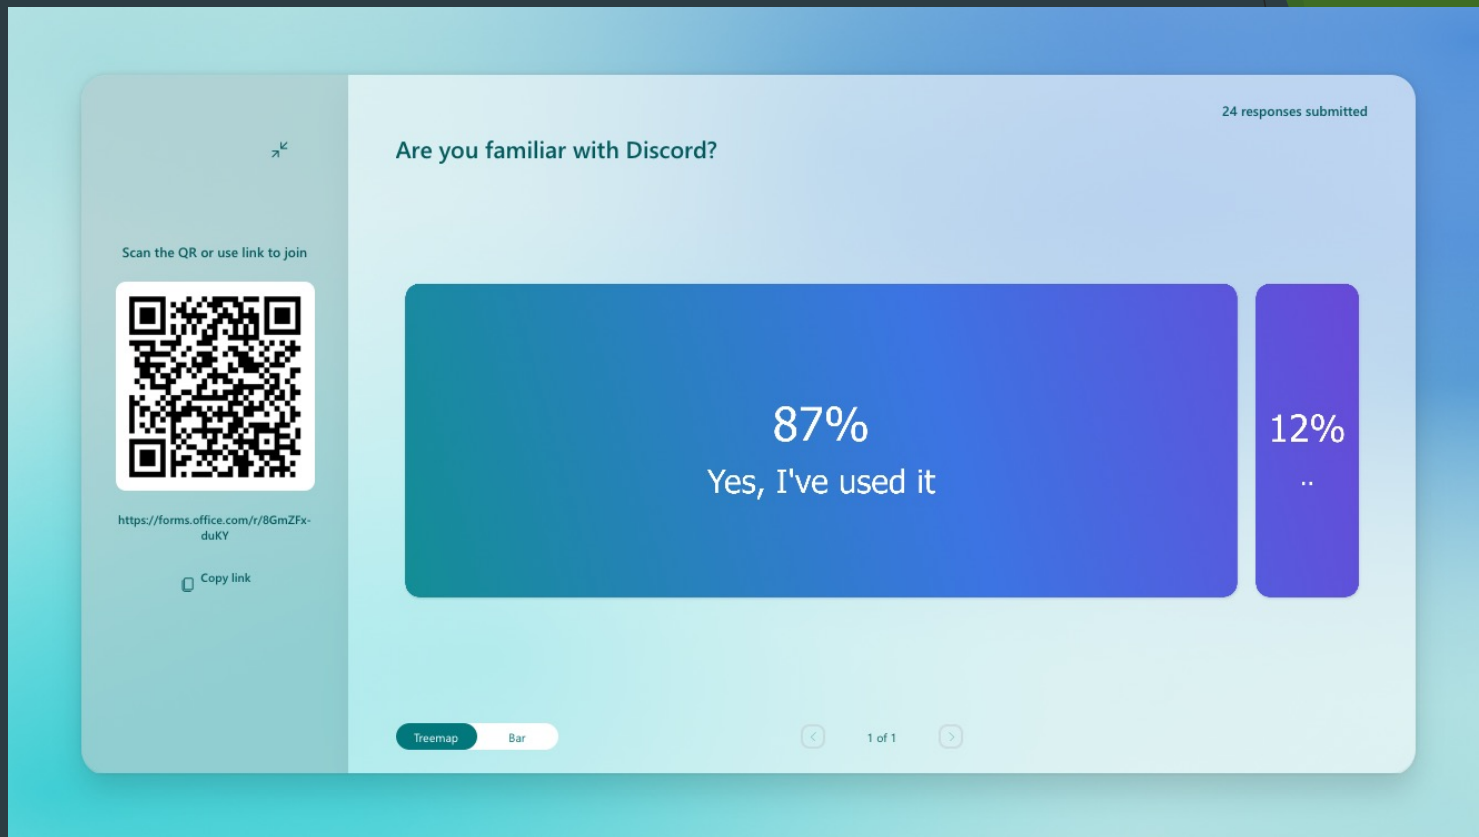 24 responses submitted
Are you familiar with Discord?
Scan the QR or use link to join
https://forms.office.com/r/8GmZFx-
duKY
Copy link
87%
Yes, I've used it
12%
..
Treemap
Bar
1 of 1